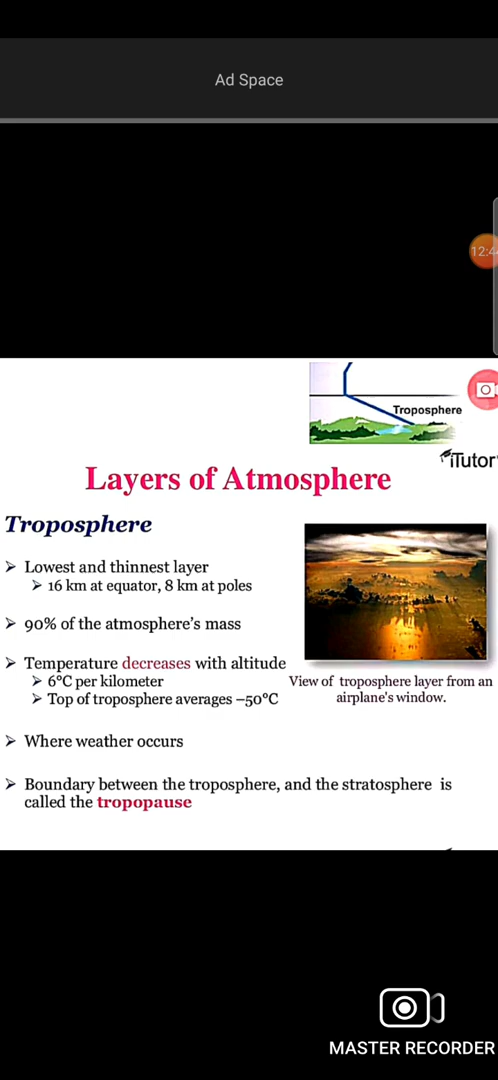 Ad Space
Troposphere
iTutor
Layers of Atmosphere
Troposphere
➢ Lowest and thinnest layer
➢ 16 km at equator, 8 km at poles
➢ 90% of the atmosphere's mass
➢ Temperature decreases with altitude
➢ 6°C per kilometer
➢ Top of troposphere averages –50°C
View of troposphere layer from an
airplane's window.
➢ Where weather occurs
➢ Boundary between the troposphere, and the stratosphere is
called the tropopause
MASTER RECORDER